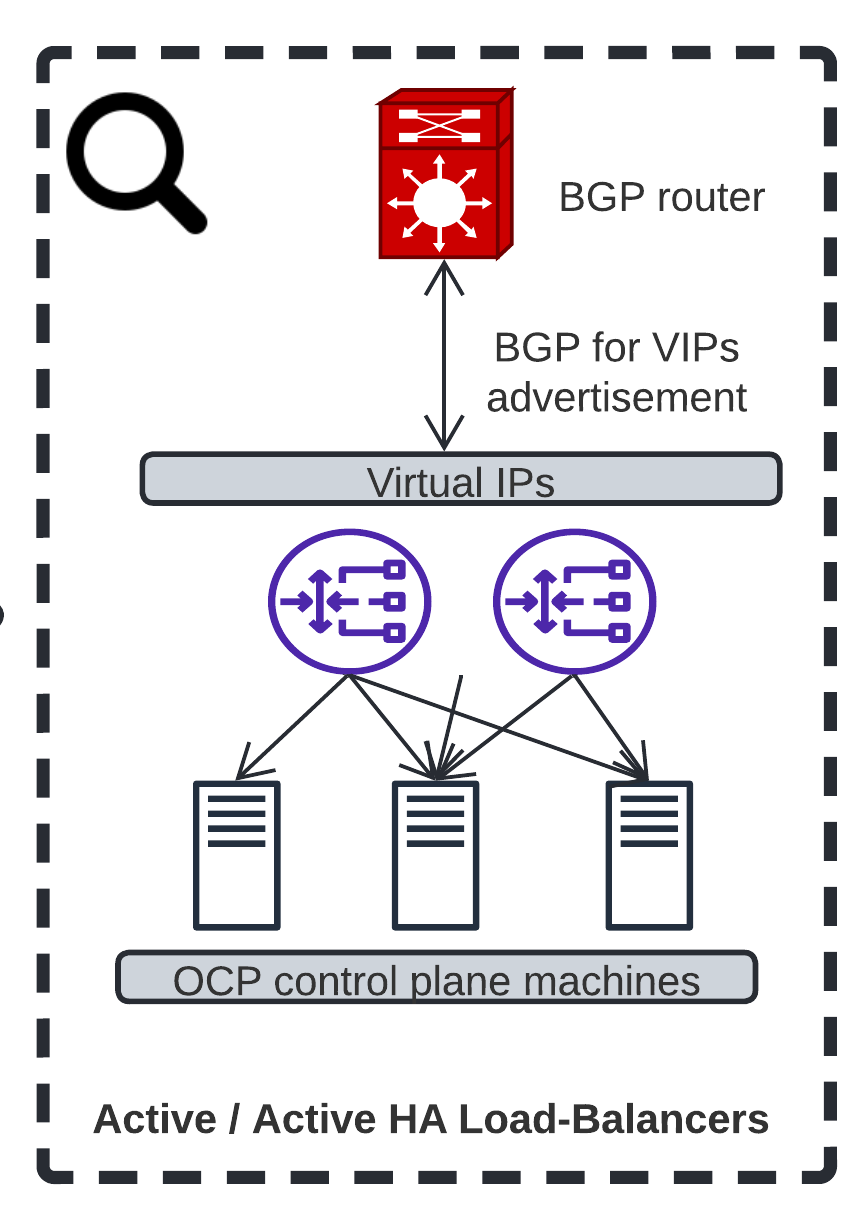 BGP router
BGP for VIPs
advertisement
Virtual IPs
OCP control plane machines
Active / Active HA Load-Balancers